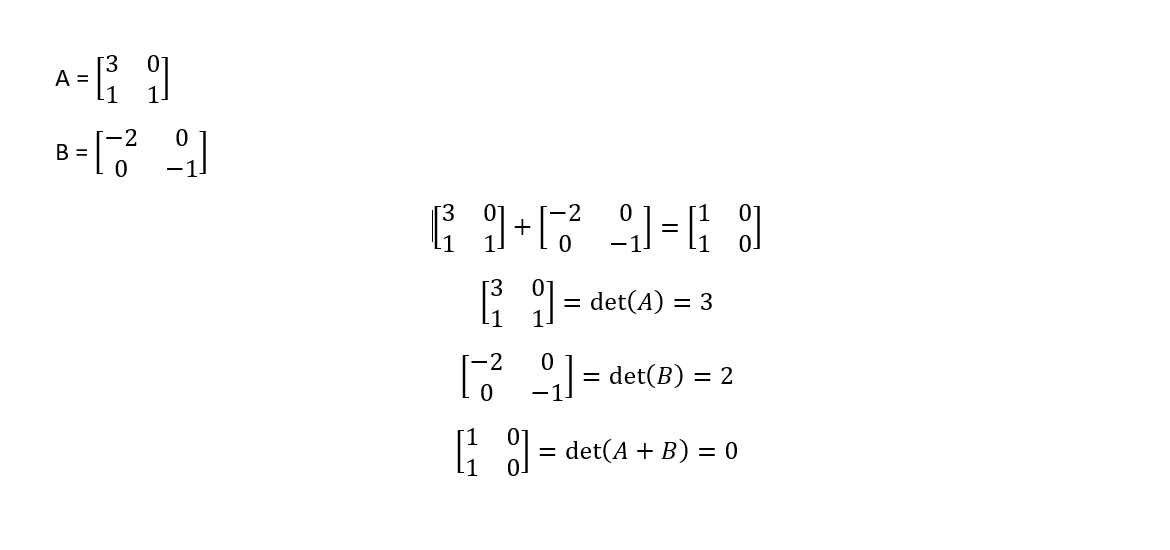 A = [3 0
1 1]
B = [−2 0
0 −1]
[3 0
1 1] + [−2 0
0 −1] = [1 0
1 0]
[3 0
1 1] = det(A) = 3
[−2 0
0 −1] = det(B) = 2
[1 0
1 0] = det(A + B) = 0